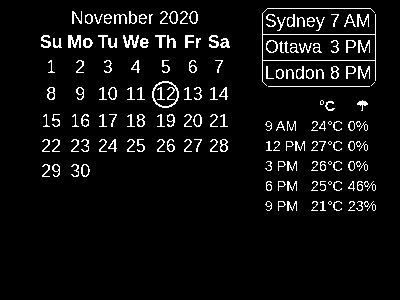 November 2020
Su Mo Tu We Th Fr Sa
1 2 3 4 5 6 7
8 9 10 11 12 13 14
15 16 17 18 19 20 21
22 23 24 25 26 27 28
29 30
Sydney 7 AM
Ottawa 3 PM
London 8 PM
°C ☂
9 AM 24°C 0%
12 PM 27°C 0%
3 PM 26°C 0%
6 PM 25°C 46%
9 PM 21°C 23%